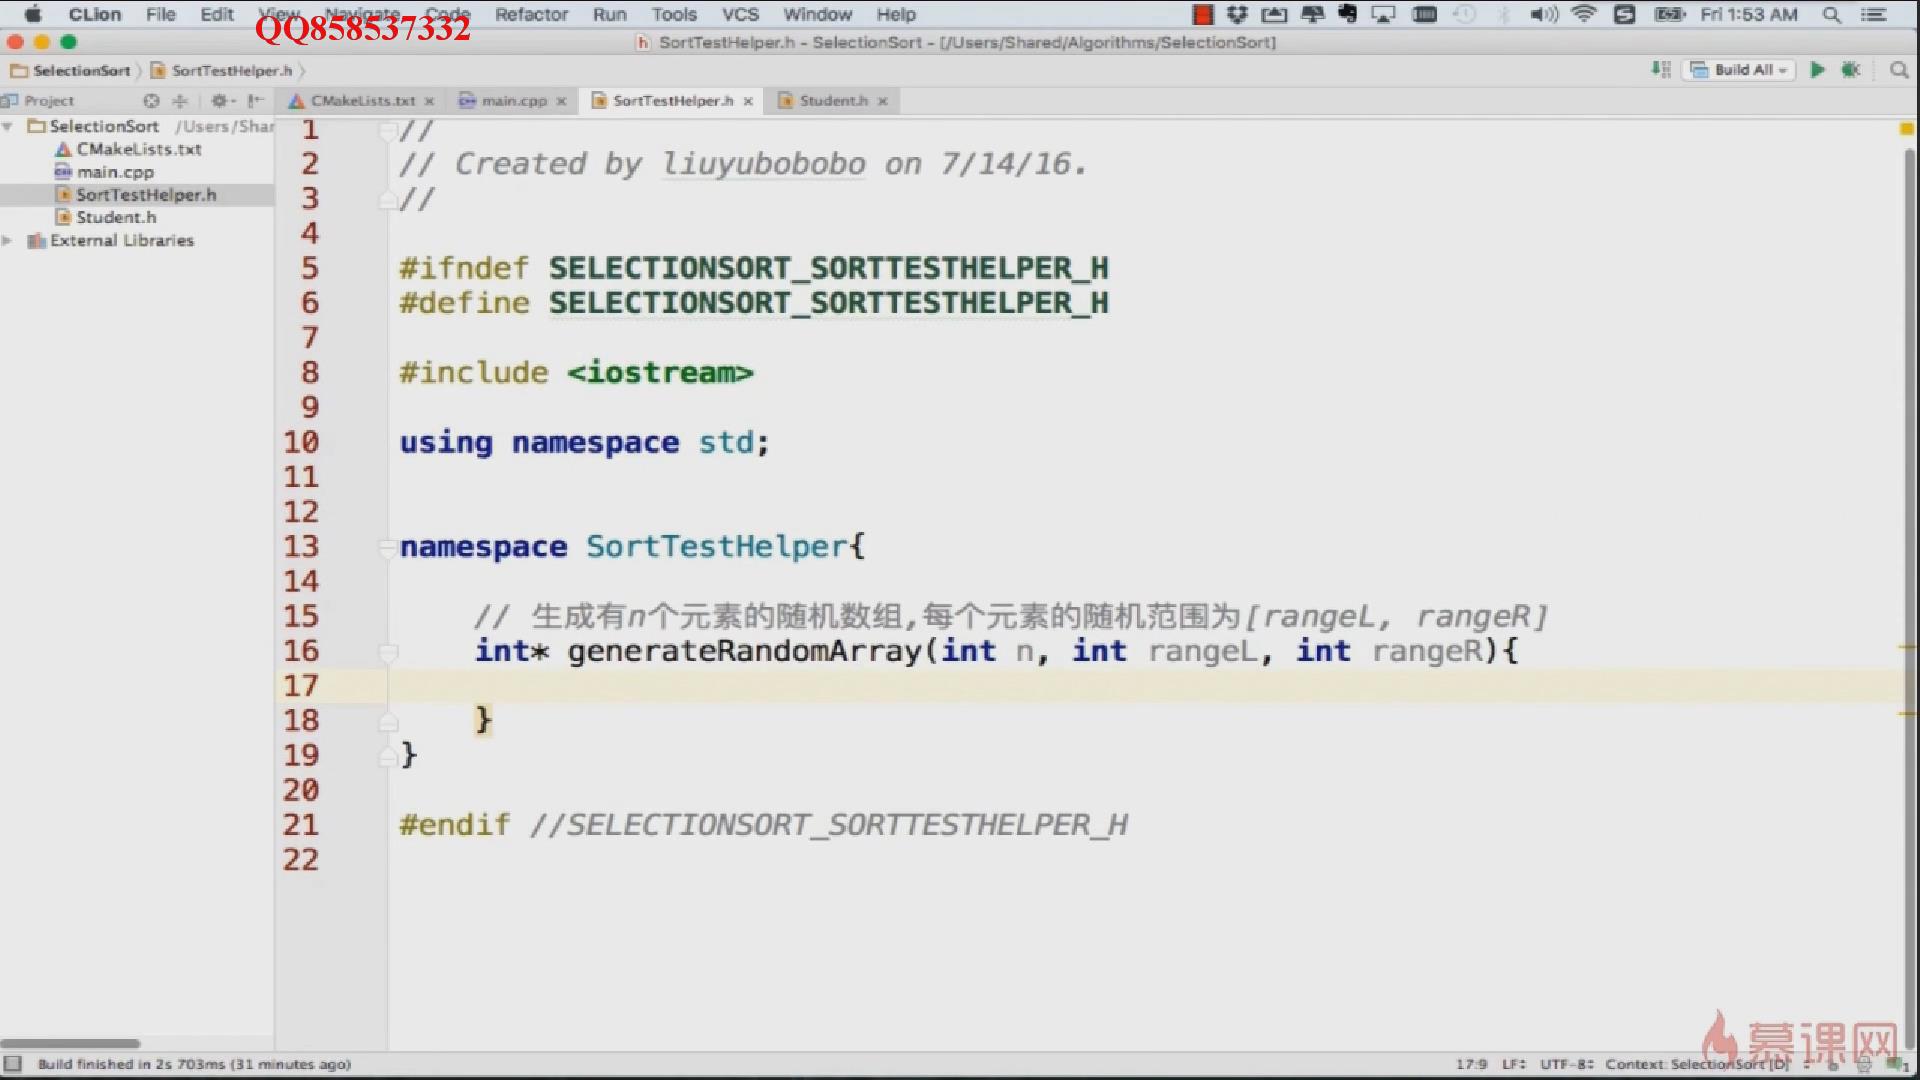 CLion File Edit View Navigate Code Refactor Run Tools VCS Window Help Fri 1:53 AM
QQ858537332
SortTestHelper.h - SelectionSort - [/Users/Shared/Algorithms/SelectionSort]
SelectionSort SortTestHelper.h Build All
Project CMakeLists.txt main.cpp SortTestHelper.h Student.h
SelectionSort /Users/Shar
CMakeLists.txt
main.cpp
SortTestHelper.h
Student.h
External Libraries
1 //
2 // Created by liuyubobobo on 7/14/16.
3 //
4
5 #ifndef SELECTIONSORT_SORTTESTHELPER_H
6 #define SELECTIONSORT_SORTTESTHELPER_H
7
8 #include <iostream>
9
10 using namespace std;
11
12
13 namespace SortTestHelper{
14
15 // 生成有n个元素的随机数组,每个元素的随机范围为[rangeL, rangeR]
16 int* generateRandomArray(int n, int rangeL, int rangeR){
17
18 }
19 }
20
21 #endif //SELECTIONSORT_SORTTESTHELPER_H
22
慕课网
Build finished in 2s 703ms (31 minutes ago) 17:9 LF UTF-8 Context: SelectionSort [D]